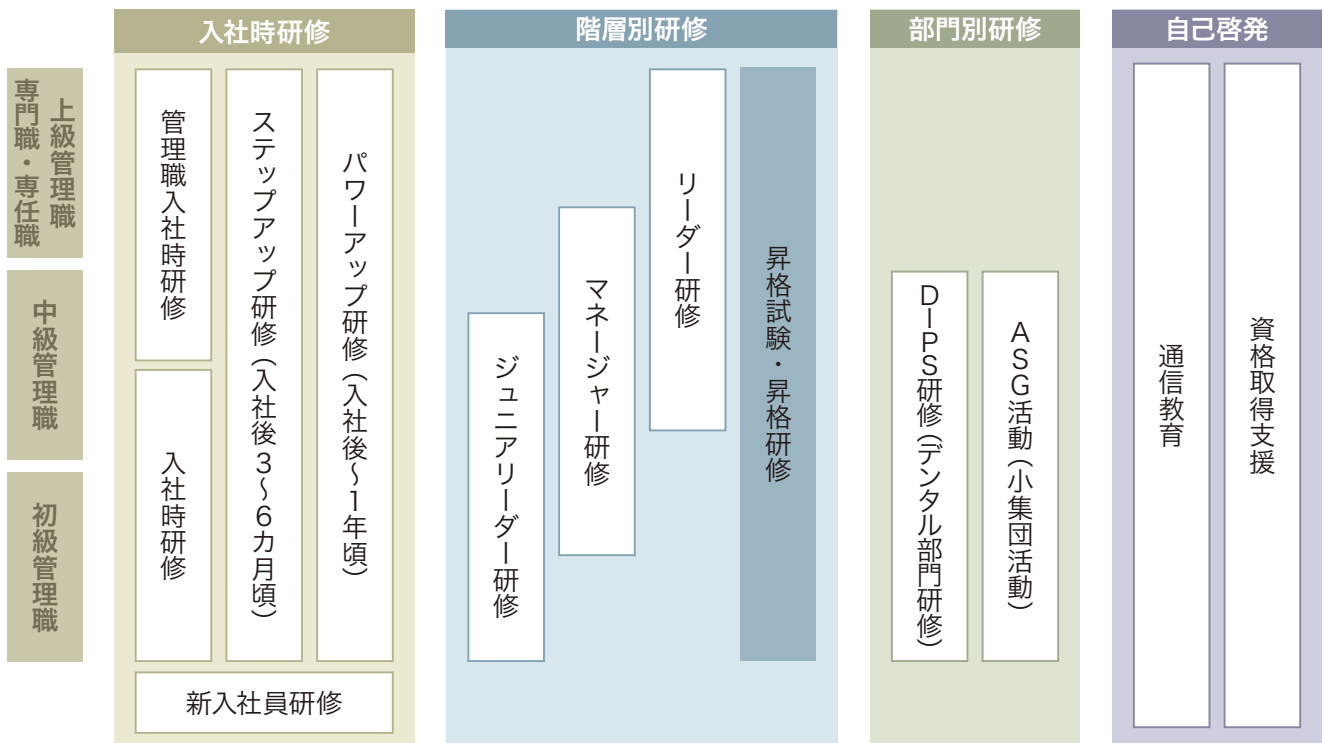 入社時研修
階層別研修
部門別研修
自己啓発
上級管理職
専門職・専任職
中級管理職
初級管理職
管理職入社時研修
入社時研修
ステップアップ研修（入社後3～6カ月頃）
パワーアップ研修（入社後～1年頃）
新入社員研修
ジュニアリーダー研修
マネージャー研修
リーダー研修
昇格試験・昇格研修
DIPS研修（デンタル部門研修）
ASG活動（小集団活動）
通信教育
資格取得支援